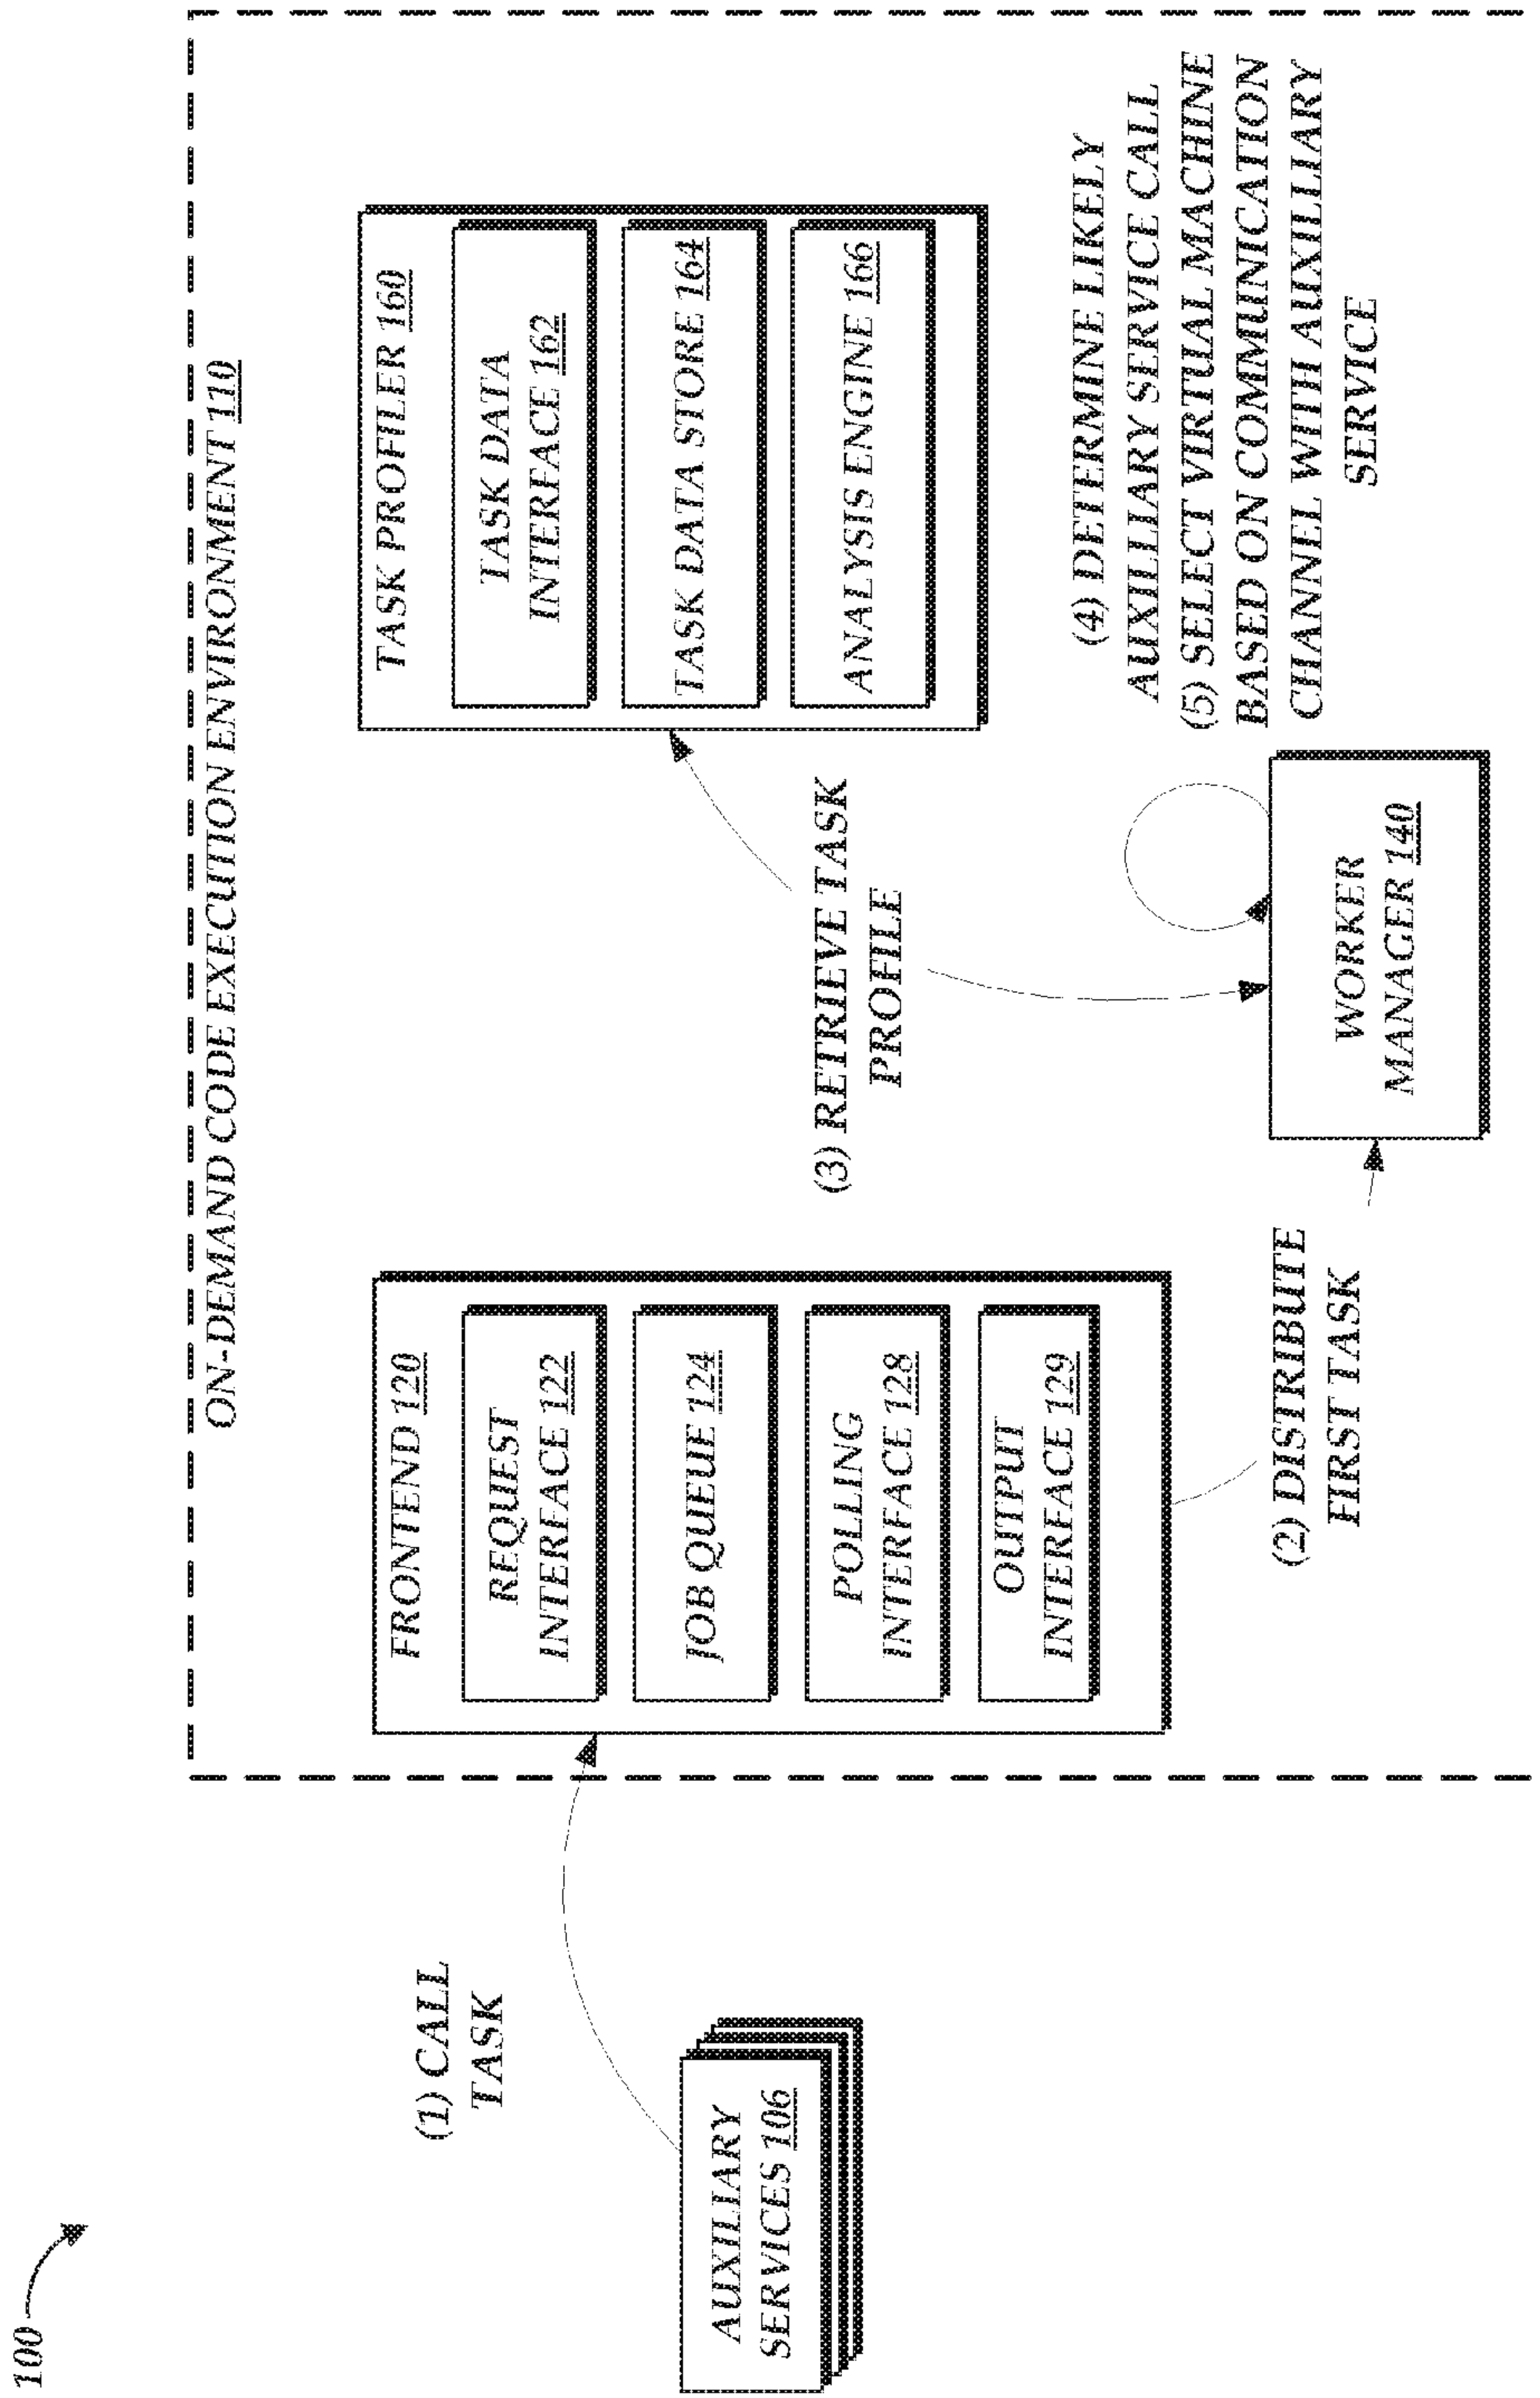 100
ON-DEMAND CODE EXECUTION ENVIRONMENT 110
(1) CALL
TASK
AUXILIARY
SERVICES 106
FRONTEND 120
REQUEST
INTERFACE 122
JOB QUEUE 124
POLLING
INTERFACE 128
OUTPUT
INTERFACE 129
(2) DISTRIBUTE
FIRST TASK
(3) RETRIEVE TASK
PROFILE
TASK PROFILER 160
TASK DATA
INTERFACE 162
TASK DATA STORE 164
ANALYSIS ENGINE 166
WORKER
MANAGER 140
(4) DETERMINE LIKELY
AUXILLIARY SERVICE CALL
(5) SELECT VIRTUAL MACHINE
BASED ON COMMUNICATION
CHANNEL WITH AUXILLIARY
SERVICE